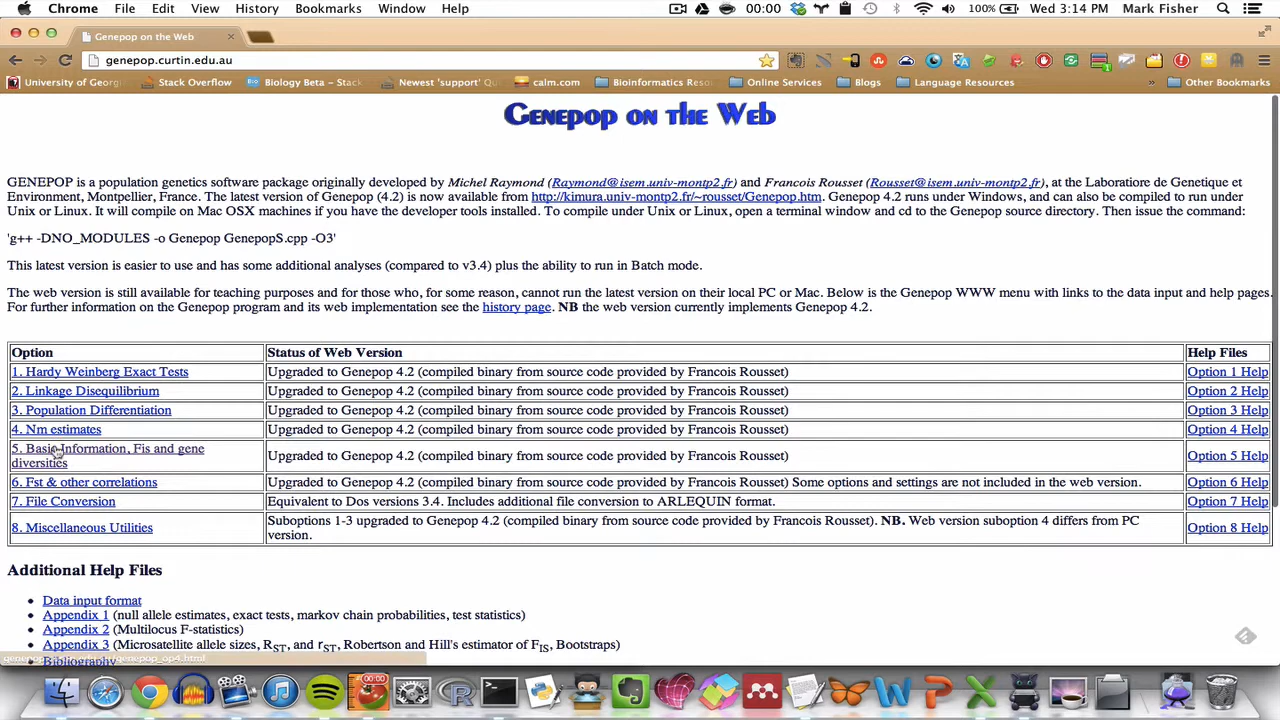 Chrome File Edit View History Bookmarks Window Help 00:00 100% Wed 3:14 PM Mark Fisher
Genepop on the Web
genepop.curtin.edu.au
University of Georgi Stack Overflow Biology Beta - Stack Newest 'support' Qu calm.com Bioinformatics Reso Online Services Blogs Language Resources » Other Bookmarks
Genepop on the Web
GENEPOP is a population genetics software package originally developed by Michel Raymond (Raymond@isem.univ-montp2.fr) and Francois Rousset (Rousset@isem.univ-montp2.fr), at the Laboratiore de Genetique et
Environment, Montpellier, France. The latest version of Genepop (4.2) is now available from http://kimura.univ-montp2.fr/~rousset/Genepop.htm. Genepop 4.2 runs under Windows, and can also be compiled to run under
Unix or Linux. It will compile on Mac OSX machines if you have the developer tools installed. To compile under Unix or Linux, open a terminal window and cd to the Genepop source directory. Then issue the command:
'g++ -DNO_MODULES -o Genepop GenepopS.cpp -O3'
This latest version is easier to use and has some additional analyses (compared to v3.4) plus the ability to run in Batch mode.
The web version is still available for teaching purposes and for those who, for some reason, cannot run the latest version on their local PC or Mac. Below is the Genepop WWW menu with links to the data input and help pages.
For further information on the Genepop program and its web implementation see the history page. NB the web version currently implements Genepop 4.2.
Option Status of Web Version Help Files
1. Hardy Weinberg Exact Tests Upgraded to Genepop 4.2 (compiled binary from source code provided by Francois Rousset) Option 1 Help
2. Linkage Disequilibrium Upgraded to Genepop 4.2 (compiled binary from source code provided by Francois Rousset) Option 2 Help
3. Population Differentiation Upgraded to Genepop 4.2 (compiled binary from source code provided by Francois Rousset) Option 3 Help
4. Nm estimates Upgraded to Genepop 4.2 (compiled binary from source code provided by Francois Rousset) Option 4 Help
5. Basic Information, Fis and gene
diversities Upgraded to Genepop 4.2 (compiled binary from source code provided by Francois Rousset) Option 5 Help
6. Fst & other correlations Upgraded to Genepop 4.2 (compiled binary from source code provided by Francois Rousset) Some options and settings are not included in the web version. Option 6 Help
7. File Conversion Equivalent to Dos versions 3.4. Includes additional file conversion to ARLEQUIN format. Option 7 Help
8. Miscellaneous Utilities Suboptions 1-3 upgraded to Genepop 4.2 (compiled binary from source code provided by Francois Rousset). NB. Web version suboption 4 differs from PC
version. Option 8 Help
Additional Help Files
• Data input format
• Appendix 1 (null allele estimates, exact tests, markov chain probabilities, test statistics)
• Appendix 2 (Multilocus F-statistics)
• Appendix 3 (Microsatellite allele sizes, RST, and rST, Robertson and Hill's estimator of FIS, Bootstraps)
• Bibliography